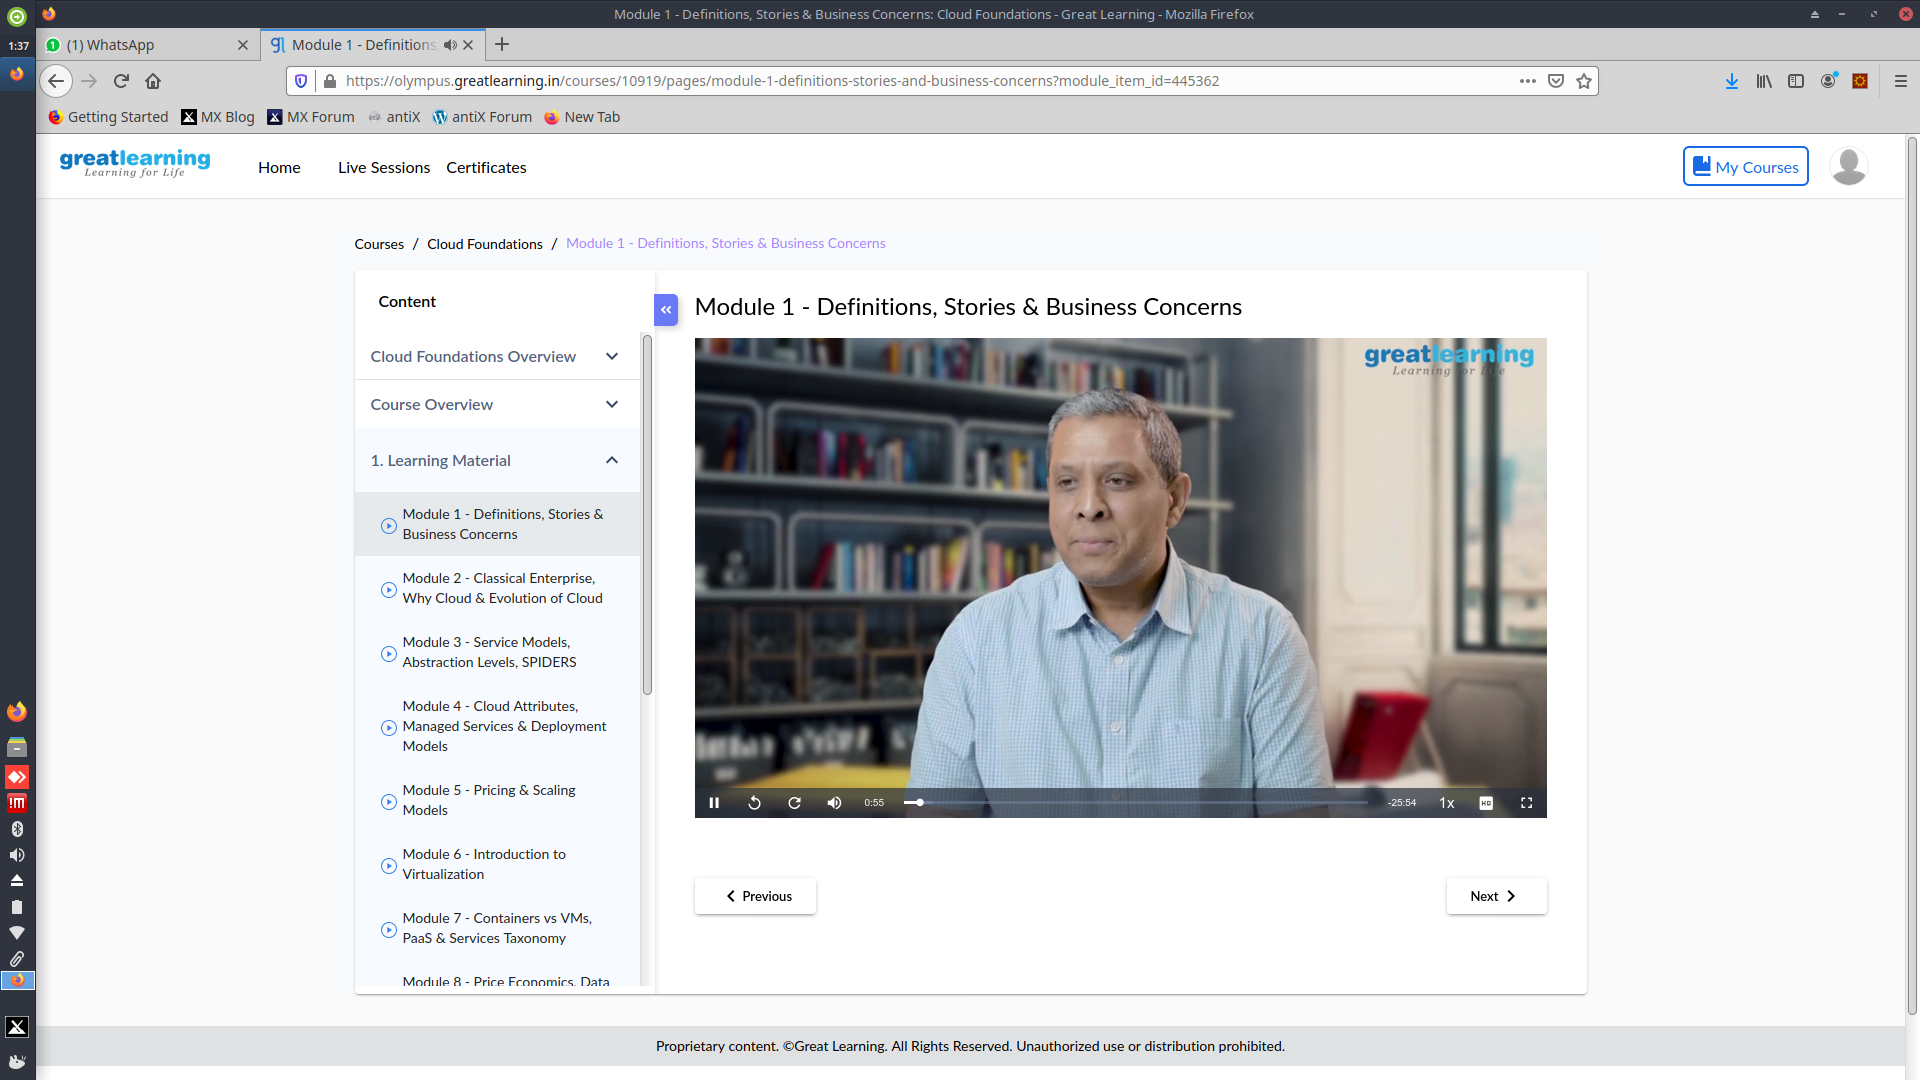 Module 1 - Definitions, Stories & Business Concerns: Cloud Foundations - Great Learning - Mozilla Firefox
1:37
(1) WhatsApp
Module 1 - Definitions,
https://olympus.greatlearning.in/courses/10919/pages/module-1-definitions-stories-and-business-concerns?module_item_id=445362
Getting Started
MX Blog
MX Forum
antiX
antiX Forum
New Tab
greatlearning
Learning for Life
Home
Live Sessions
Certificates
My Courses
Courses / Cloud Foundations / Module 1 - Definitions, Stories & Business Concerns
Content
Cloud Foundations Overview
Course Overview
1. Learning Material
Module 1 - Definitions, Stories &
Business Concerns
Module 2 - Classical Enterprise,
Why Cloud & Evolution of Cloud
Module 3 - Service Models,
Abstraction Levels, SPIDERS
Module 4 - Cloud Attributes,
Managed Services & Deployment
Models
Module 5 - Pricing & Scaling
Models
Module 6 - Introduction to
Virtualization
Module 7 - Containers vs VMs,
PaaS & Services Taxonomy
Module 8 - Price Economics, Data
Module 1 - Definitions, Stories & Business Concerns
greatlearning
Learning for Life
0:55
-25:54
1x
HD
Previous
Next
Proprietary content. ©Great Learning. All Rights Reserved. Unauthorized use or distribution prohibited.